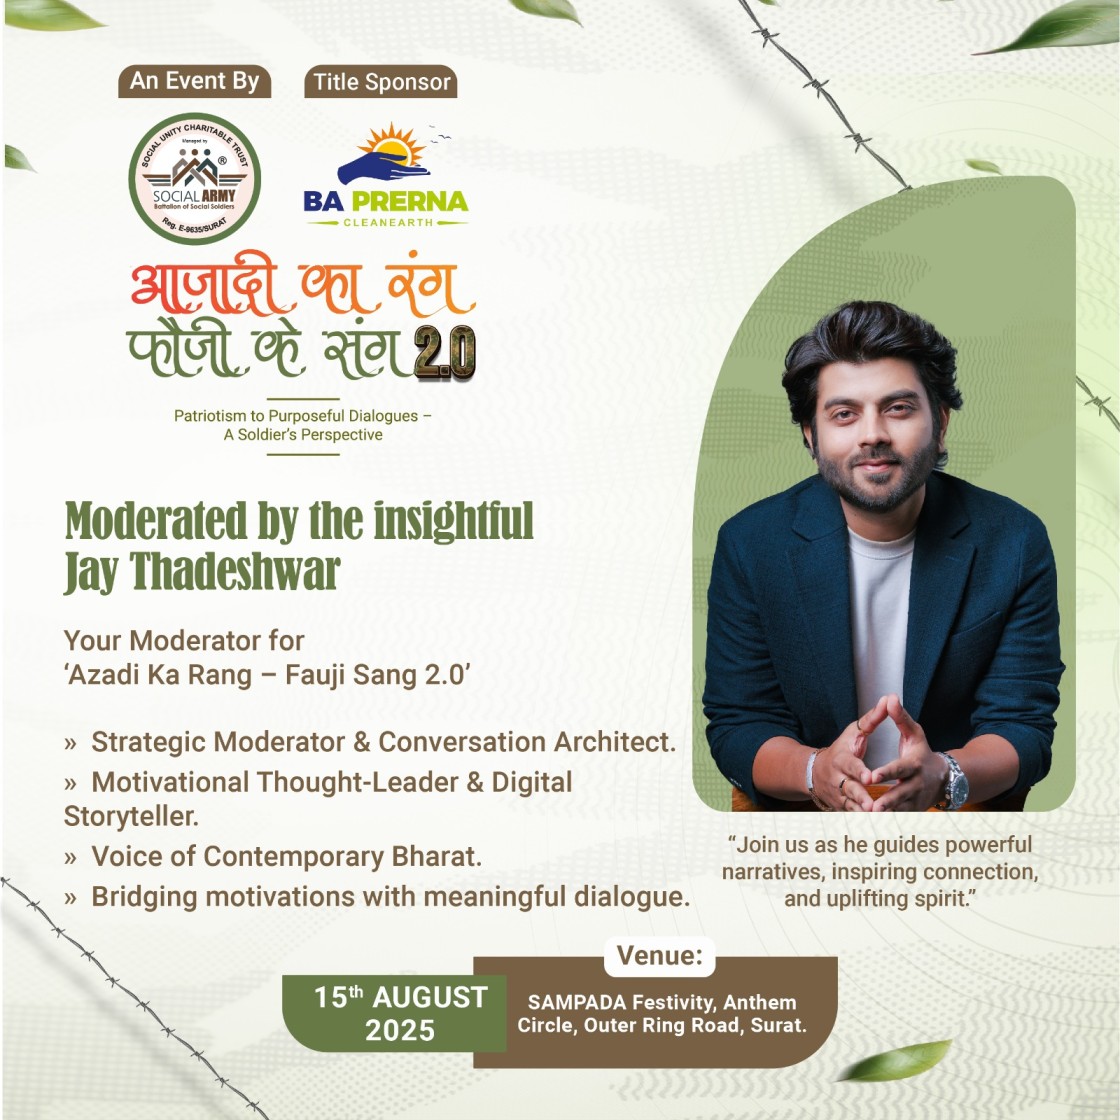 An Event By
Title Sponsor
SOCIAL UNITY CHARITABLE TRUST
Managed by
®
SOCIAL ARMY
Battalion of Social Soldiers
Reg. E-9635/SURAT
BA PRERNA
CLEANEARTH
आज़ादी का रंग
फौजी के संग 2.0
Patriotism to Purposeful Dialogues –
A Soldier's Perspective
Moderated by the insightful
Jay Thadeshwar
Your Moderator for
‘Azadi Ka Rang – Fauji Sang 2.0’
» Strategic Moderator & Conversation Architect.
» Motivational Thought-Leader & Digital
Storyteller.
» Voice of Contemporary Bharat.
» Bridging motivations with meaningful dialogue.
“Join us as he guides powerful
narratives, inspiring connection,
and uplifting spirit.”
Venue:
15th AUGUST
2025
SAMPADA Festivity, Anthem
Circle, Outer Ring Road, Surat.